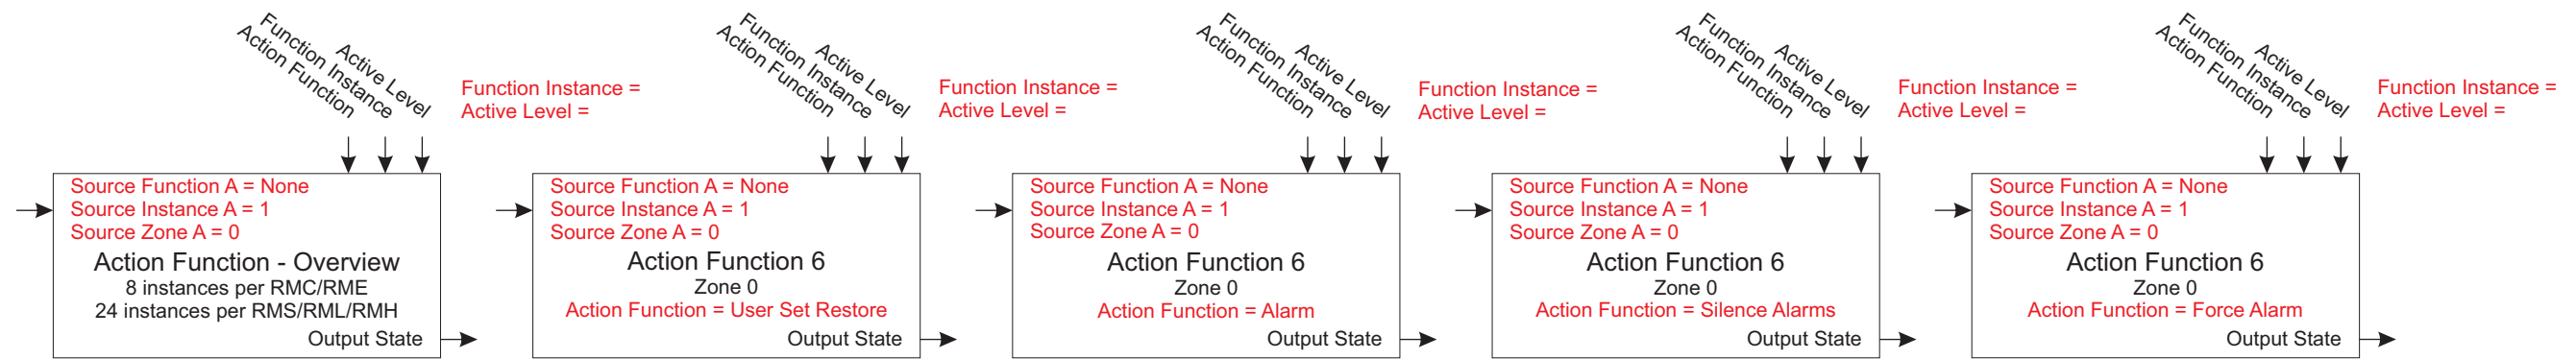 Function Instance
Action Function
Active Level
Function Instance =
Active Level =
Source Function A = None
Source Instance A = 1
Source Zone A = 0
Action Function - Overview
8 instances per RMC/RME
24 instances per RMS/RML/RMH
Output State
Function Instance
Action Function
Active Level
Function Instance =
Active Level =
Source Function A = None
Source Instance A = 1
Source Zone A = 0
Action Function 6
Zone 0
Action Function = User Set Restore
Output State
Function Instance
Action Function
Active Level
Function Instance =
Active Level =
Source Function A = None
Source Instance A = 1
Source Zone A = 0
Action Function 6
Zone 0
Action Function = Alarm
Output State
Function Instance
Action Function
Active Level
Function Instance =
Active Level =
Source Function A = None
Source Instance A = 1
Source Zone A = 0
Action Function 6
Zone 0
Action Function = Silence Alarms
Output State
Function Instance
Action Function
Active Level
Function Instance =
Active Level =
Source Function A = None
Source Instance A = 1
Source Zone A = 0
Action Function 6
Zone 0
Action Function = Force Alarm
Output State